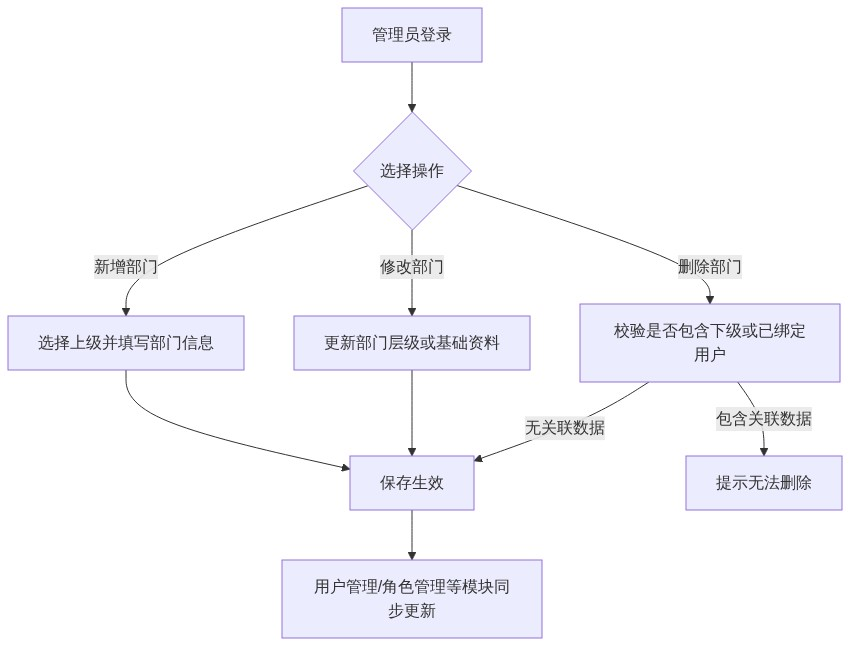 管理员登录
选择操作
新增部门
修改部门
删除部门
选择上级并填写部门信息
更新部门层级或基础资料
校验是否包含下级或已绑定
用户
无关联数据
包含关联数据
保存生效
提示无法删除
用户管理/角色管理等模块同
步更新